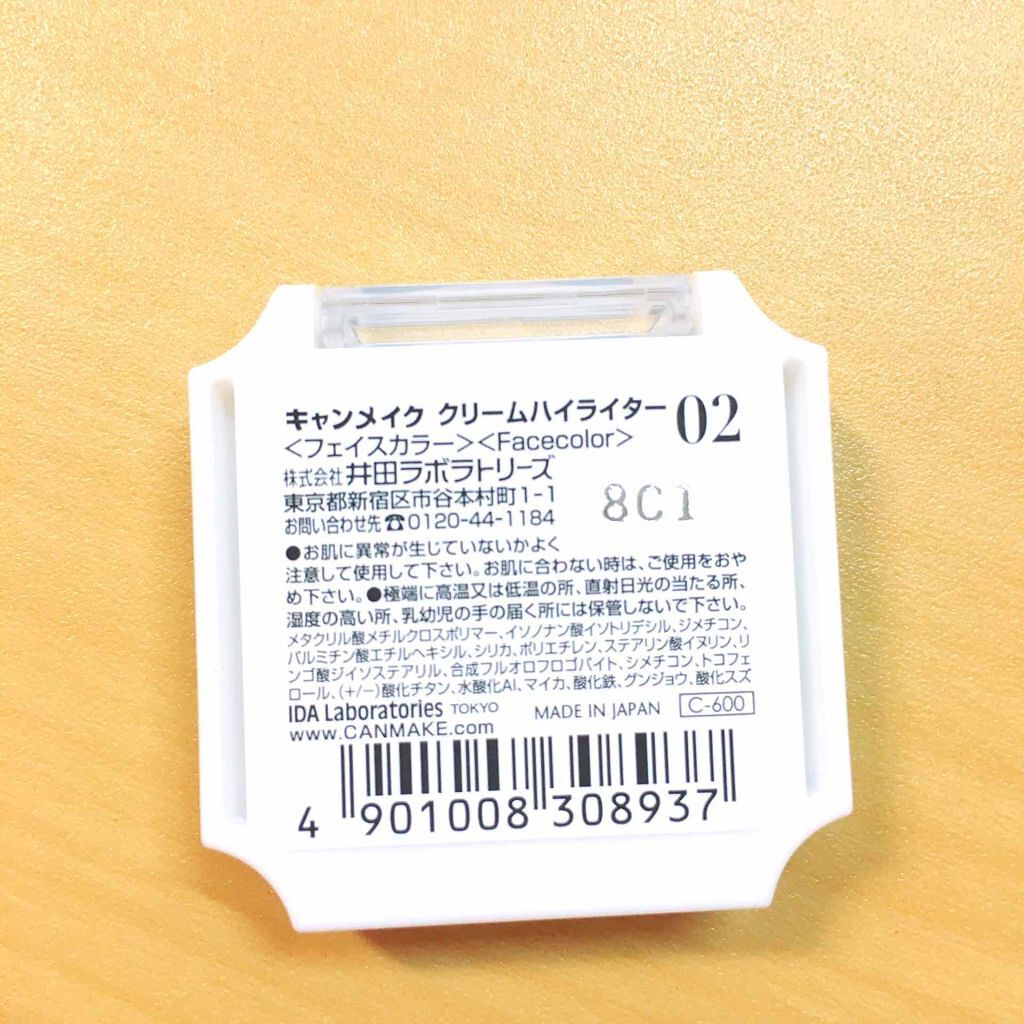 キャンメイク クリームハイライター 02
<フェイスカラー><Facecolor>
株式会社 井田ラボラトリーズ
東京都新宿区市谷本村町1-1
8C1
お問い合わせ先☎0120-44-1184
●お肌に異常が生じていないかよく
注意して使用して下さい。お肌に合わない時は、ご使用をおや
め下さい。●極端に高温又は低温の所、直射日光の当たる所、
湿度の高い所、乳幼児の手の届く所には保管しないで下さい。
メタクリル酸メチルクロスポリマー、イソノナン酸イソトリデシル、ジメチコン、
パルミチン酸エチルヘキシル、シリカ、ポリエチレン、ステアリン酸イヌリン、リ
ンゴ酸ジイソステアリル、合成フルオロフロゴパイト、シメチコン、トコフェ
ロール、(+/-)酸化チタン、水酸化Al、マイカ、酸化鉄、グンジョウ、酸化スズ
IDA Laboratories TOKYO MADE IN JAPAN C-600
www.CANMAKE.com
4 901008 308937